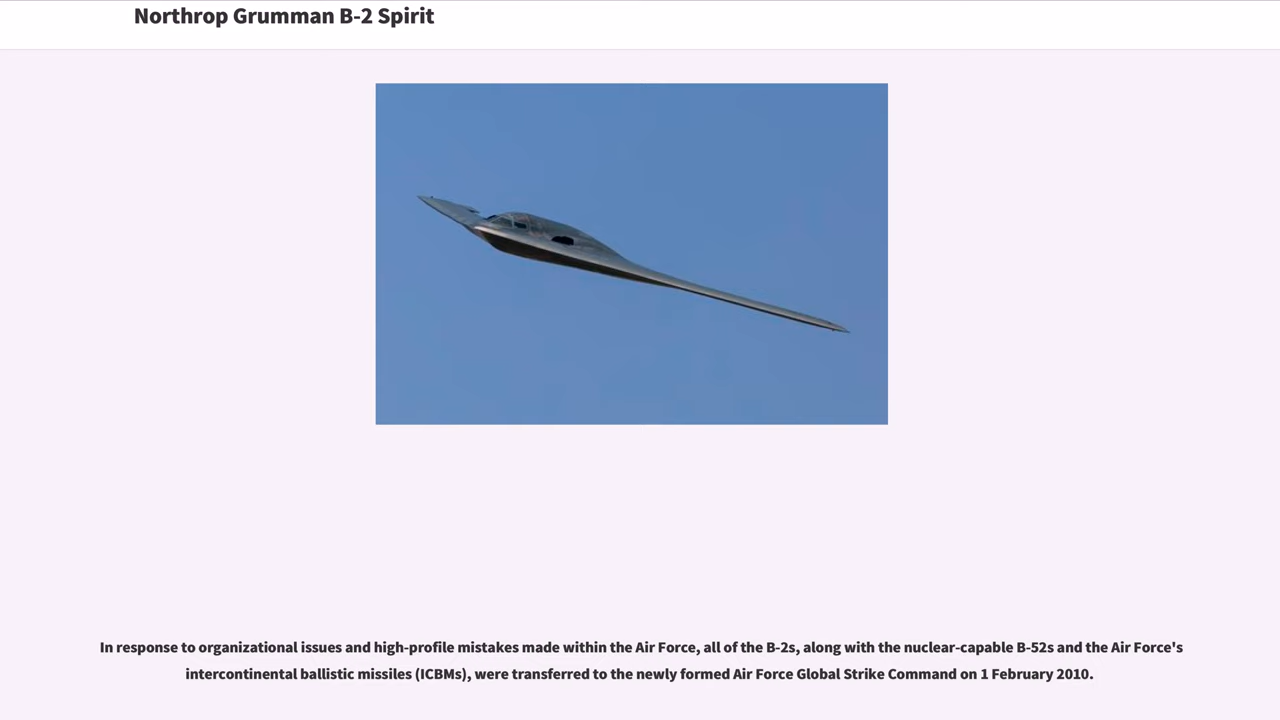 Northrop Grumman B-2 Spirit
In response to organizational issues and high-profile mistakes made within the Air Force, all of the B-2s, along with the nuclear-capable B-52s and the Air Force's
intercontinental ballistic missiles (ICBMs), were transferred to the newly formed Air Force Global Strike Command on 1 February 2010.